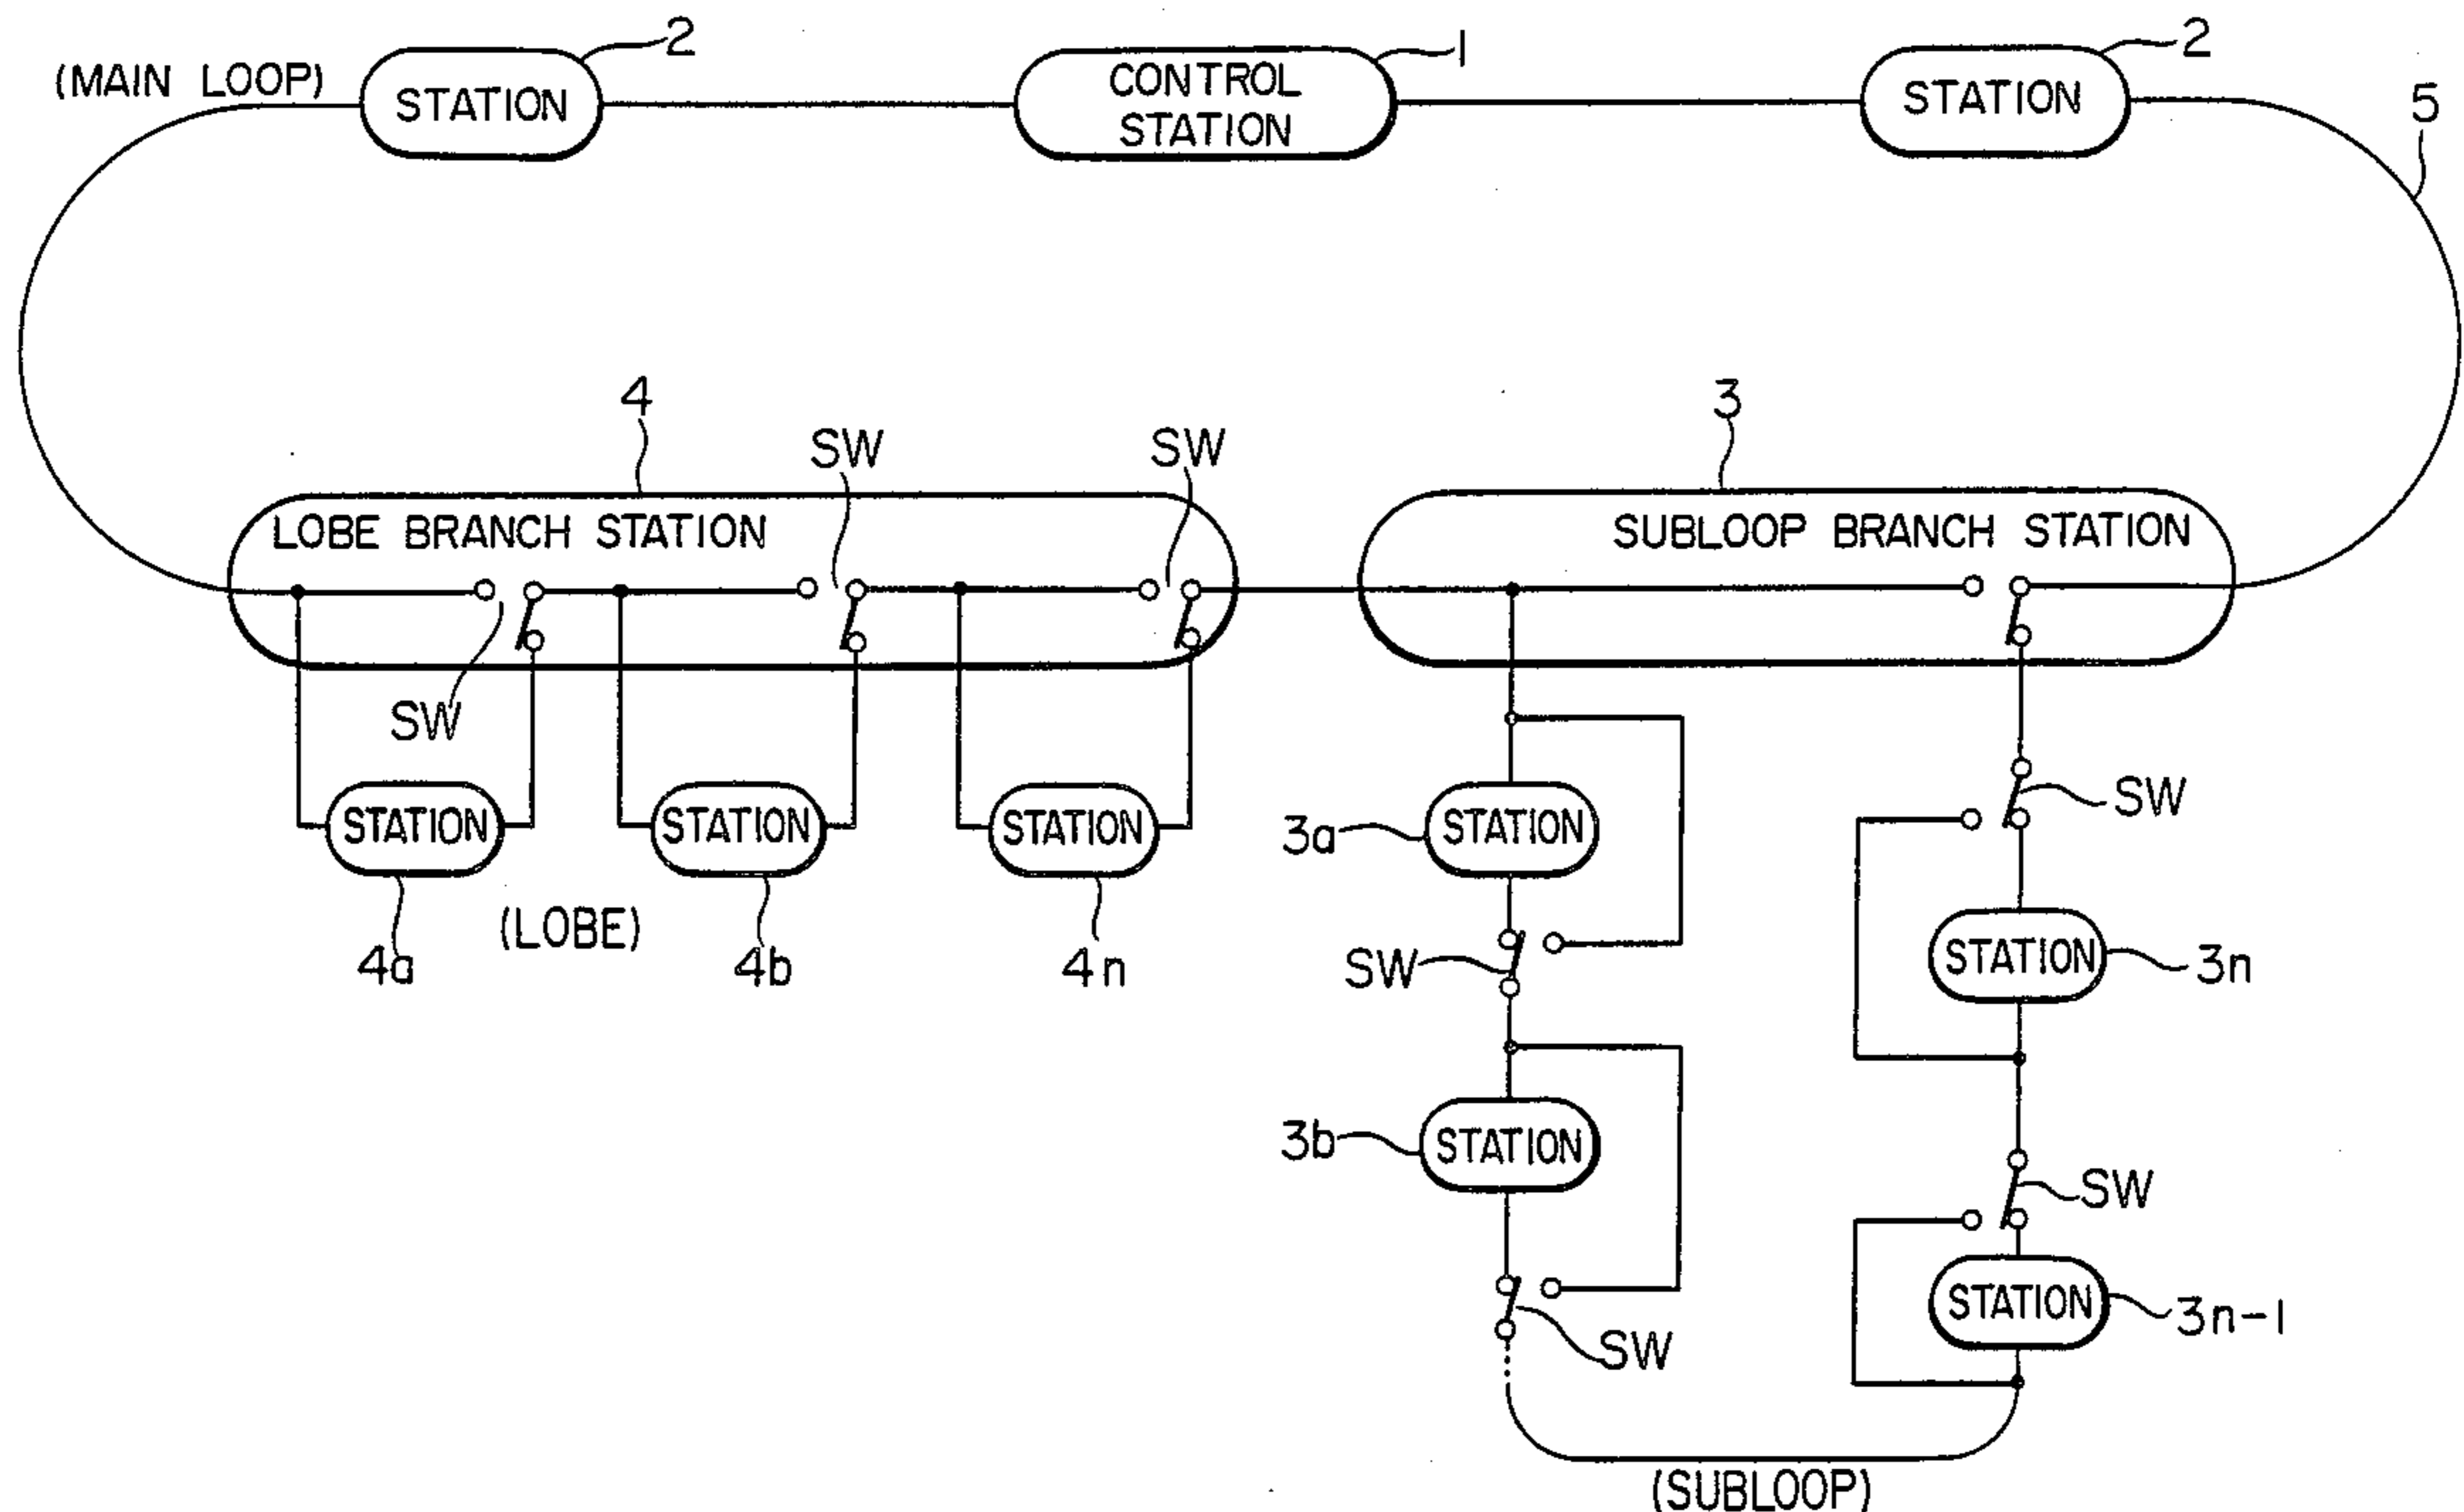 2
1
2
(MAIN LOOP)
STATION
CONTROL
STATION
STATION
5
4
SW
SW
3
LOBE BRANCH STATION
SUBLOOP BRANCH STATION
SW
SW
STATION
STATION
STATION
3a
STATION
(LOBE)
4a
4b
4n
SW
STATION
3n
3b
STATION
SW
STATION
3n-1
SW
(SUBLOOP)